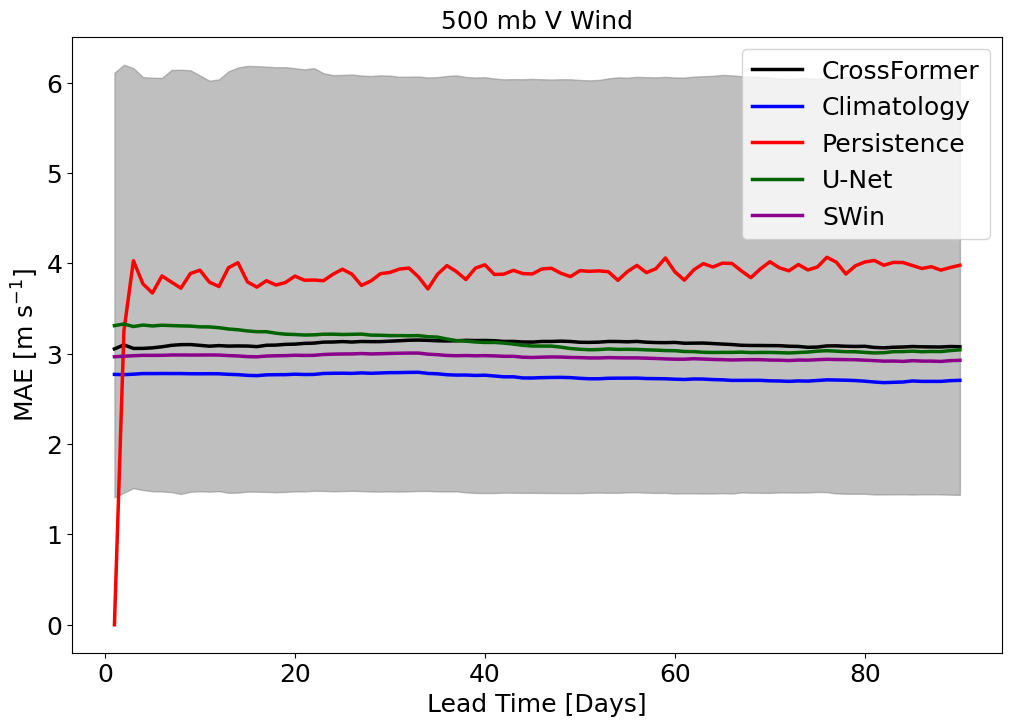 500 mb V Wind
MAE [m s⁻¹]
6
5
4
3
2
1
0
CrossFormer
Climatology
Persistence
U-Net
SWin
0 20 40 60 80
Lead Time [Days]